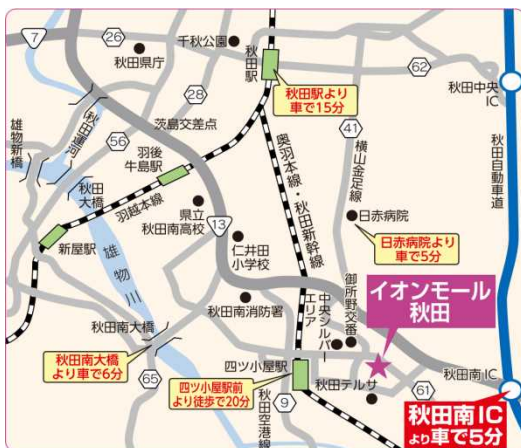 7
26
秋田県庁
千秋公園
秋田駅
秋田駅より
車で15分
62
秋田中央
IC
28
茨島交差点
56
秋田運河
雄物新橋
秋田
大橋
羽後
牛島駅
羽越本線
新屋駅
雄物川
県立
秋田南高校
13
仁井田
小学校
奥羽本線・秋田新幹線
41
横山金足線
日赤病院
日赤病院より
車で5分
秋田自動車道
秋田南消防署
中央シルバー
エリア
御所野交番
イオンモール
秋田
秋田南大橋
秋田南大橋
より車で6分
65
四ツ小屋駅
四ツ小屋駅前
より徒歩で20分
9
秋田空港線
秋田テルサ
61
秋田南IC
秋田南IC
より車で5分